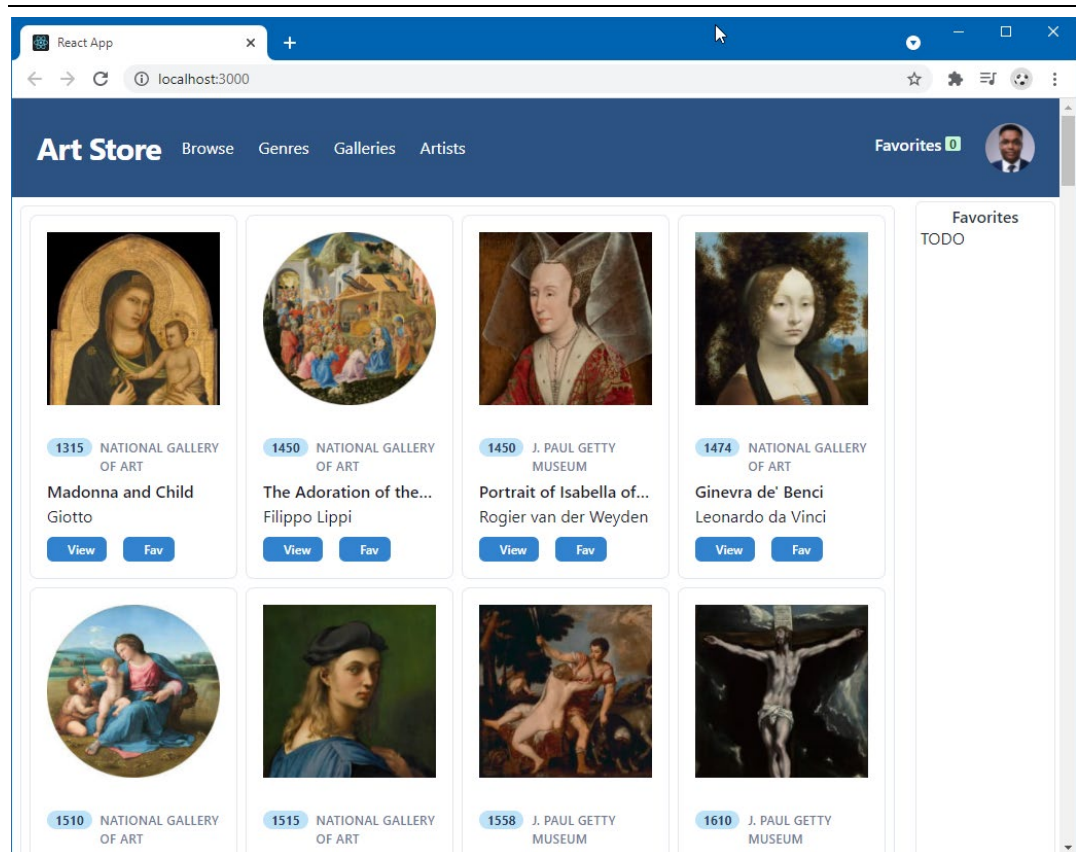 React App
localhost:3000
Art Store Browse Genres Galleries Artists Favorites 0
Favorites
TODO
1315 NATIONAL GALLERY
OF ART
Madonna and Child
Giotto
View Fav
1450 NATIONAL GALLERY
OF ART
The Adoration of the...
Filippo Lippi
View Fav
1450 J. PAUL GETTY
MUSEUM
Portrait of Isabella of...
Rogier van der Weyden
View Fav
1474 NATIONAL GALLERY
OF ART
Ginevra de' Benci
Leonardo da Vinci
View Fav
1510 NATIONAL GALLERY
OF ART
1515 NATIONAL GALLERY
OF ART
1558 J. PAUL GETTY
MUSEUM
1610 J. PAUL GETTY
MUSEUM